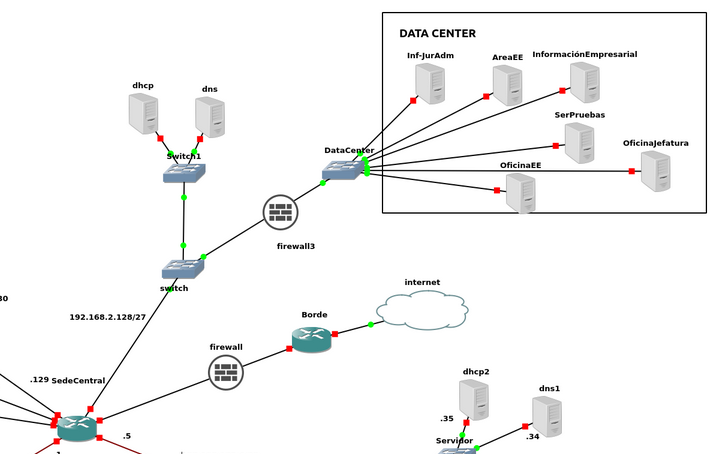 DATA CENTER
Inf-JurAdm
AreaEE
InformaciónEmpresarial
dhcp
dns
SerPruebas
DataCenter
Switch1
OficinaJefatura
OficinaEE
firewall3
internet
switch
30
192.168.2.128/27
Borde
firewall
.129 SedeCentral
dhcp2
dns1
.35
.5
.34
Servidor